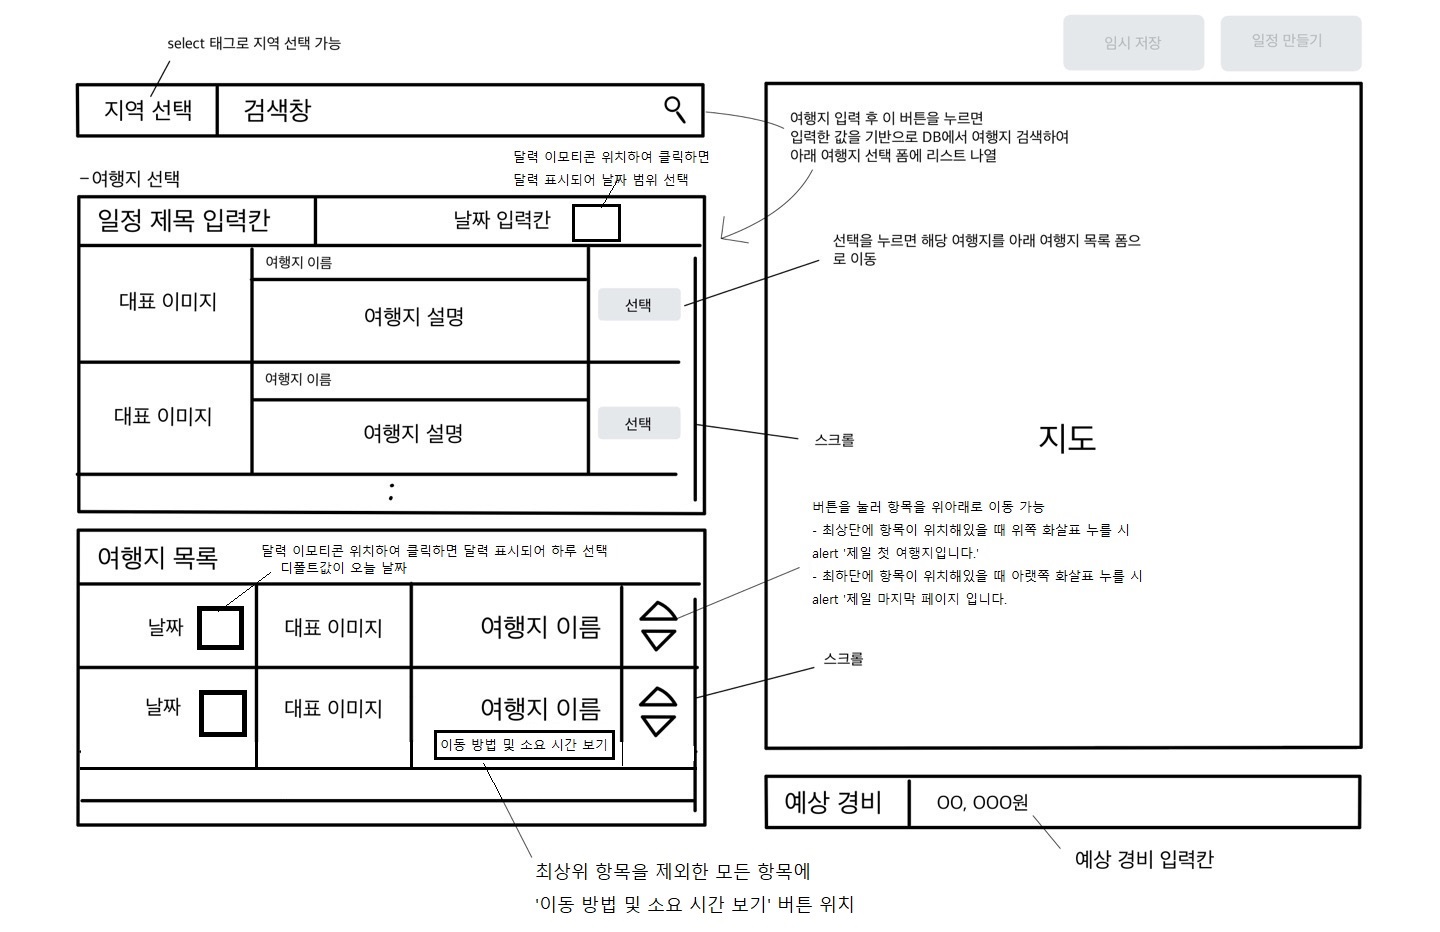 select 태그로 지역 선택 가능
임시 저장
일정 만들기
지역 선택
검색창
여행지 입력 후 이 버튼을 누르면
입력한 값을 기반으로 DB에서 여행지 검색하여
아래 여행지 선택 폼에 리스트 나열
달력 이모티콘 위치하여 클릭하면
달력 표시되어 날짜 범위 선택
-여행지 선택
일정 제목 입력칸
날짜 입력칸
선택을 누르면 해당 여행지를 아래 여행지 목록 폼으
로 이동
여행지 이름
대표 이미지
여행지 설명
선택
여행지 이름
대표 이미지
여행지 설명
선택
:
스크롤
지도
버튼을 눌러 항목을 위아래로 이동 가능
- 최상단에 항목이 위치해있을 때 위쪽 화살표 누를 시
alert '제일 첫 여행지입니다.'
- 최하단에 항목이 위치해있을 때 아랫쪽 화살표 누를 시
alert '제일 마지막 페이지 입니다.
여행지 목록
달력 이모티콘 위치하여 클릭하면 달력 표시되어 하루 선택
디폴트값이 오늘 날짜
날짜
대표 이미지
여행지 이름
스크롤
날짜
대표 이미지
여행지 이름
이동 방법 및 소요 시간 보기
예상 경비
OO, OOO원
예상 경비 입력칸
최상위 항목을 제외한 모든 항목에
'이동 방법 및 소요 시간 보기' 버튼 위치